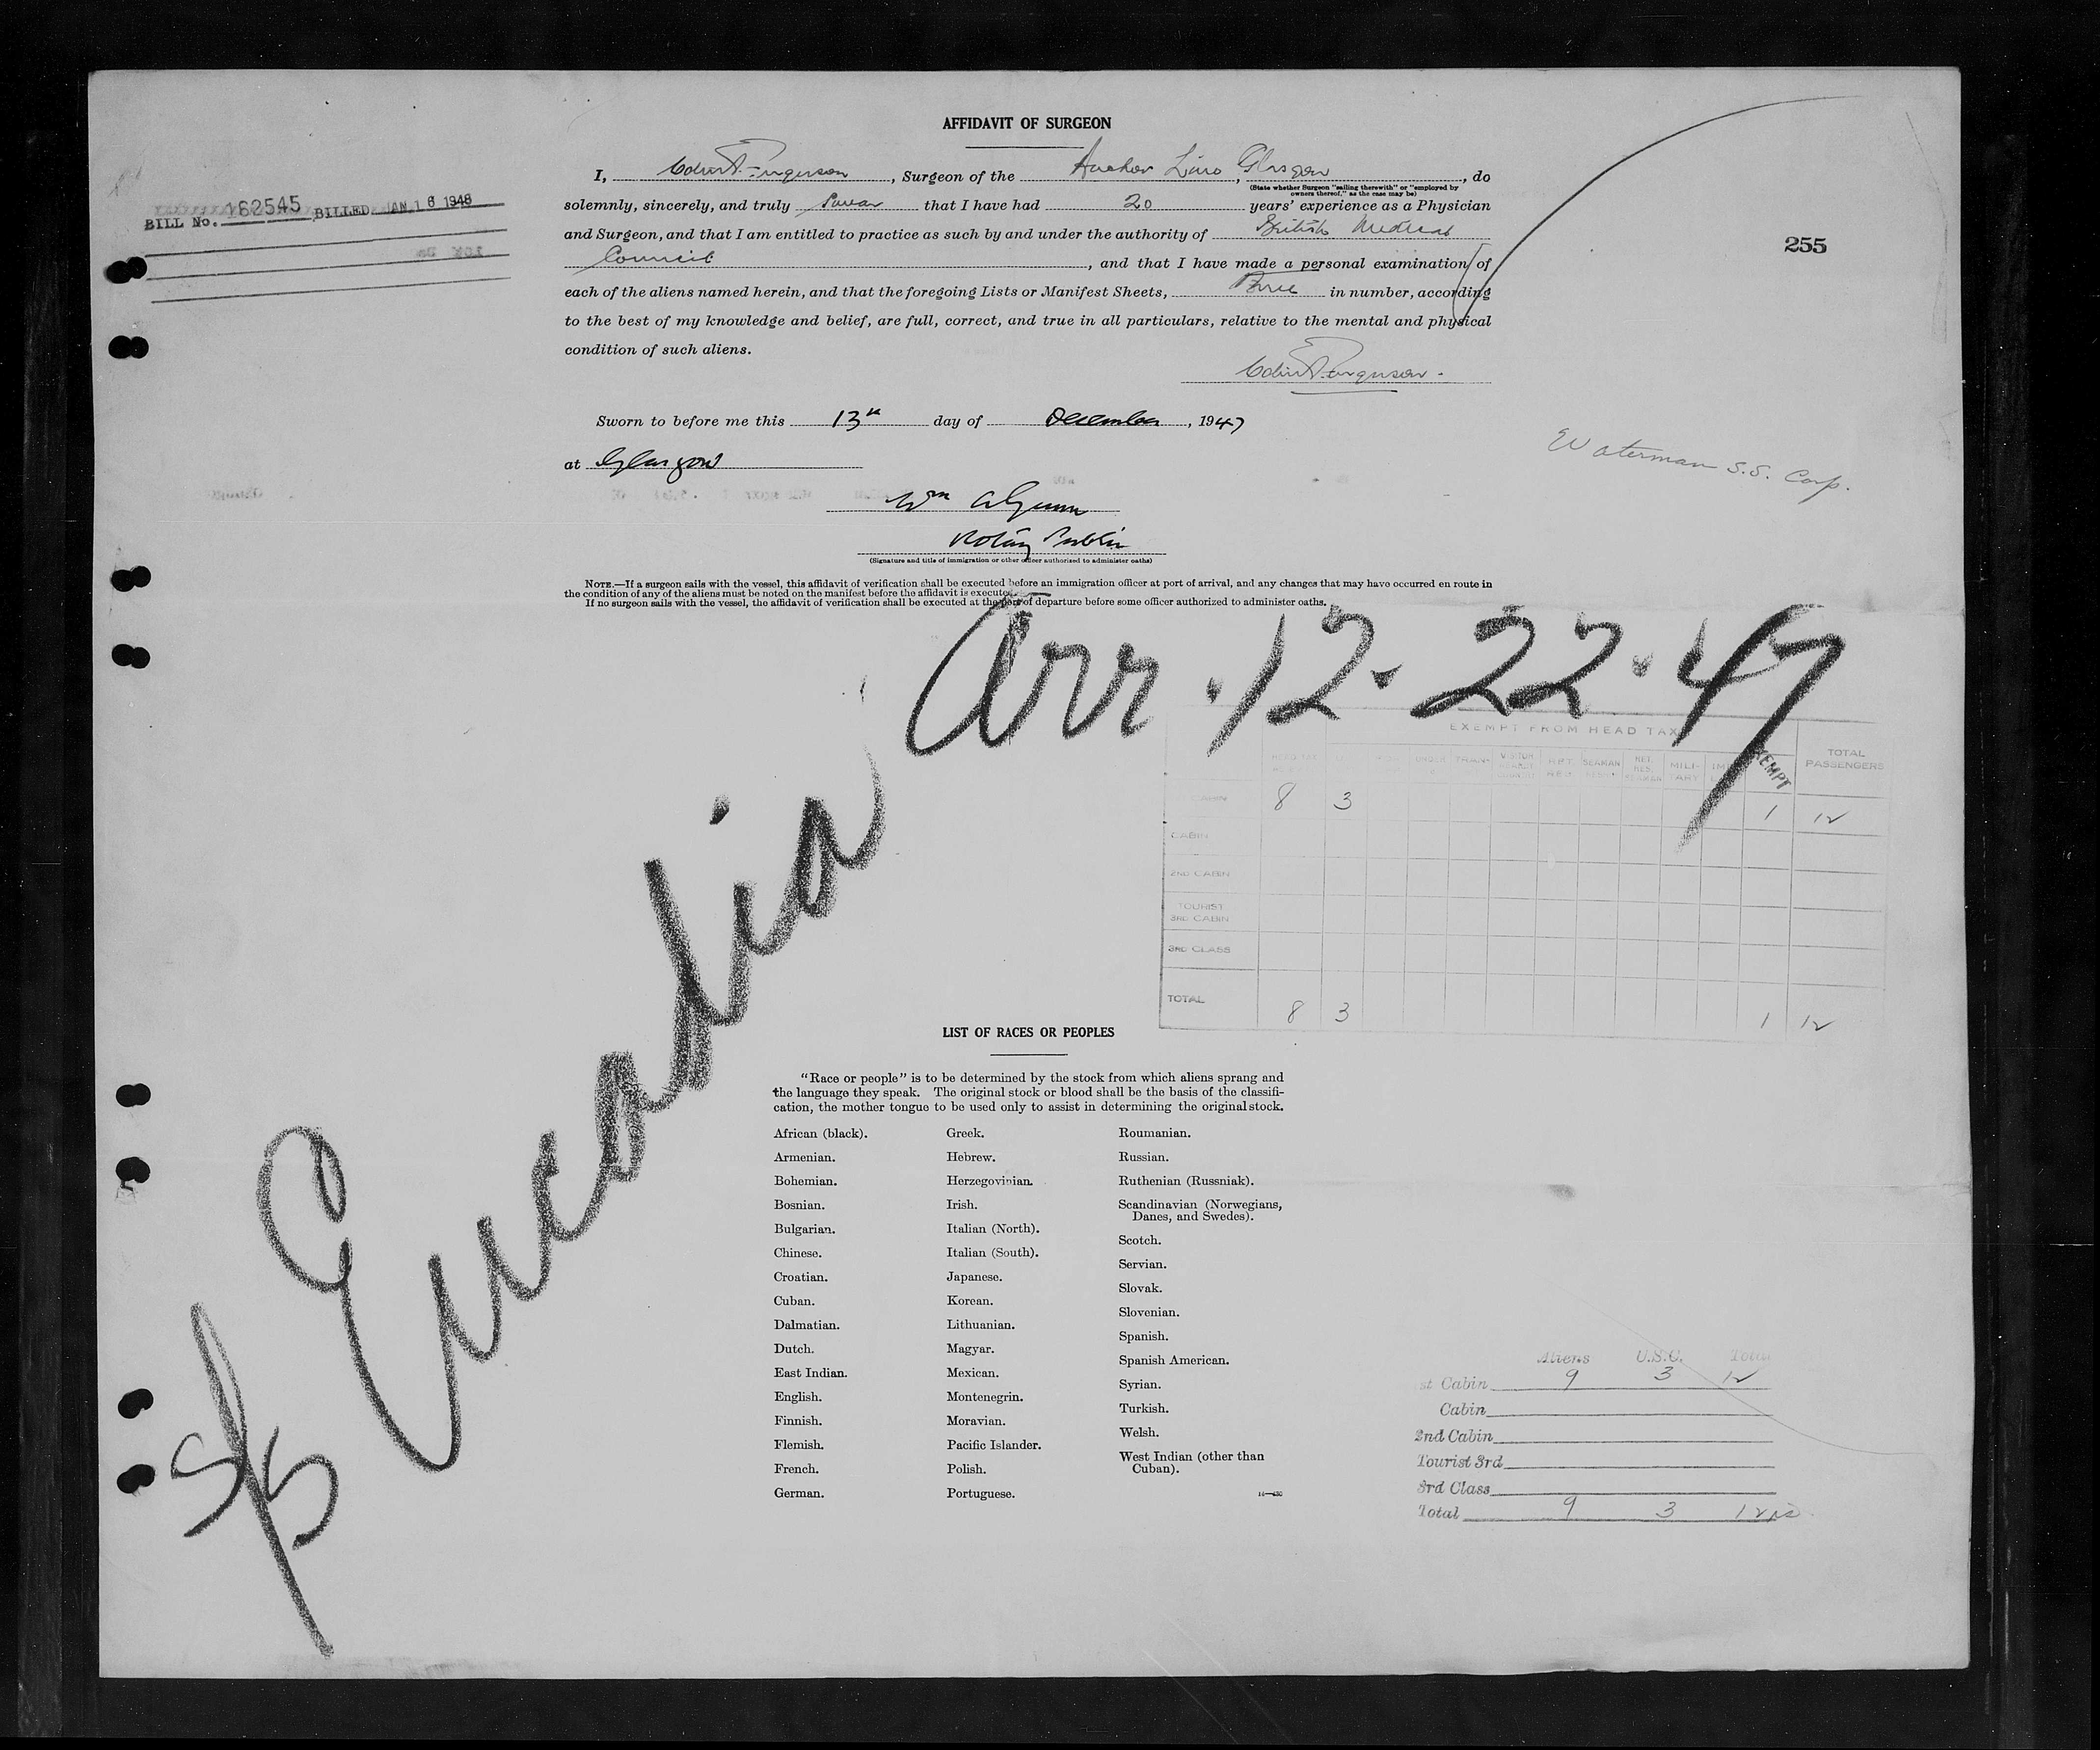 AFFIDAVIT OF SURGEON
I, Colin Ferguson, Surgeon of the Anchor Line, Glasgow, do
(State whether Surgeon "sailing therewith" or "employed by
owners thereof," as the case may be)
solemnly, sincerely, and truly swear that I have had 20 years' experience as a Physician
and Surgeon, and that I am entitled to practice as such by and under the authority of British Medical
Council, and that I have made a personal examination of
each of the aliens named herein, and that the foregoing Lists or Manifest Sheets, Three in number, according
to the best of my knowledge and belief, are full, correct, and true in all particulars, relative to the mental and physical
condition of such aliens.
Colin Ferguson.
Sworn to before me this 13th day of December, 1947
at Glasgow
Wm
Notary Public
(Signature and title of immigration or other officer authorized to administer oaths)
NOTE.—If a surgeon sails with the vessel, this affidavit of verification shall be executed before an immigration officer at port of arrival, and any changes that may have occurred en route in
the condition of any of the aliens must be noted on the manifest before the affidavit is executed.
If no surgeon sails with the vessel, the affidavit of verification shall be executed at the port of departure before some officer authorized to administer oaths.
BILL No. 162545 BILLED JAN 16 1948
255
Waterman S.S. Corp.
Arr. 12. 22. 47
S/S Eucadia
EXEMPT FROM HEAD TAX
HEAD TAX UNDER TRAN VISITOR SEAMAN RET. RES. SEAMAN MILI-TARY EXEMPT TOTAL PASSENGERS
CABIN 8 3 1 12
CABIN
2ND CABIN
TOURIST
3RD CABIN
3RD CLASS
TOTAL 8 3 1 12
LIST OF RACES OR PEOPLES
"Race or people" is to be determined by the stock from which aliens sprang and
the language they speak. The original stock or blood shall be the basis of the classifi-
cation, the mother tongue to be used only to assist in determining the original stock.
African (black).
Armenian.
Bohemian.
Bosnian.
Bulgarian.
Chinese.
Croatian.
Cuban.
Dalmatian.
Dutch.
East Indian.
English.
Finnish.
Flemish.
French.
German.
Greek.
Hebrew.
Herzegovinian.
Irish.
Italian (North).
Italian (South).
Japanese.
Korean.
Lithuanian.
Magyar.
Mexican.
Montenegrin.
Moravian.
Pacific Islander.
Polish.
Portuguese.
Roumanian.
Russian.
Ruthenian (Russniak).
Scandinavian (Norwegians,
Danes, and Swedes).
Scotch.
Servian.
Slovak.
Slovenian.
Spanish.
Spanish American.
Syrian.
Turkish.
Welsh.
West Indian (other than
Cuban).
Aliens U.S.C. Total
st Cabin 9 3 12
Cabin
2nd Cabin
Tourist 3rd
3rd Class
Total 9 3 12